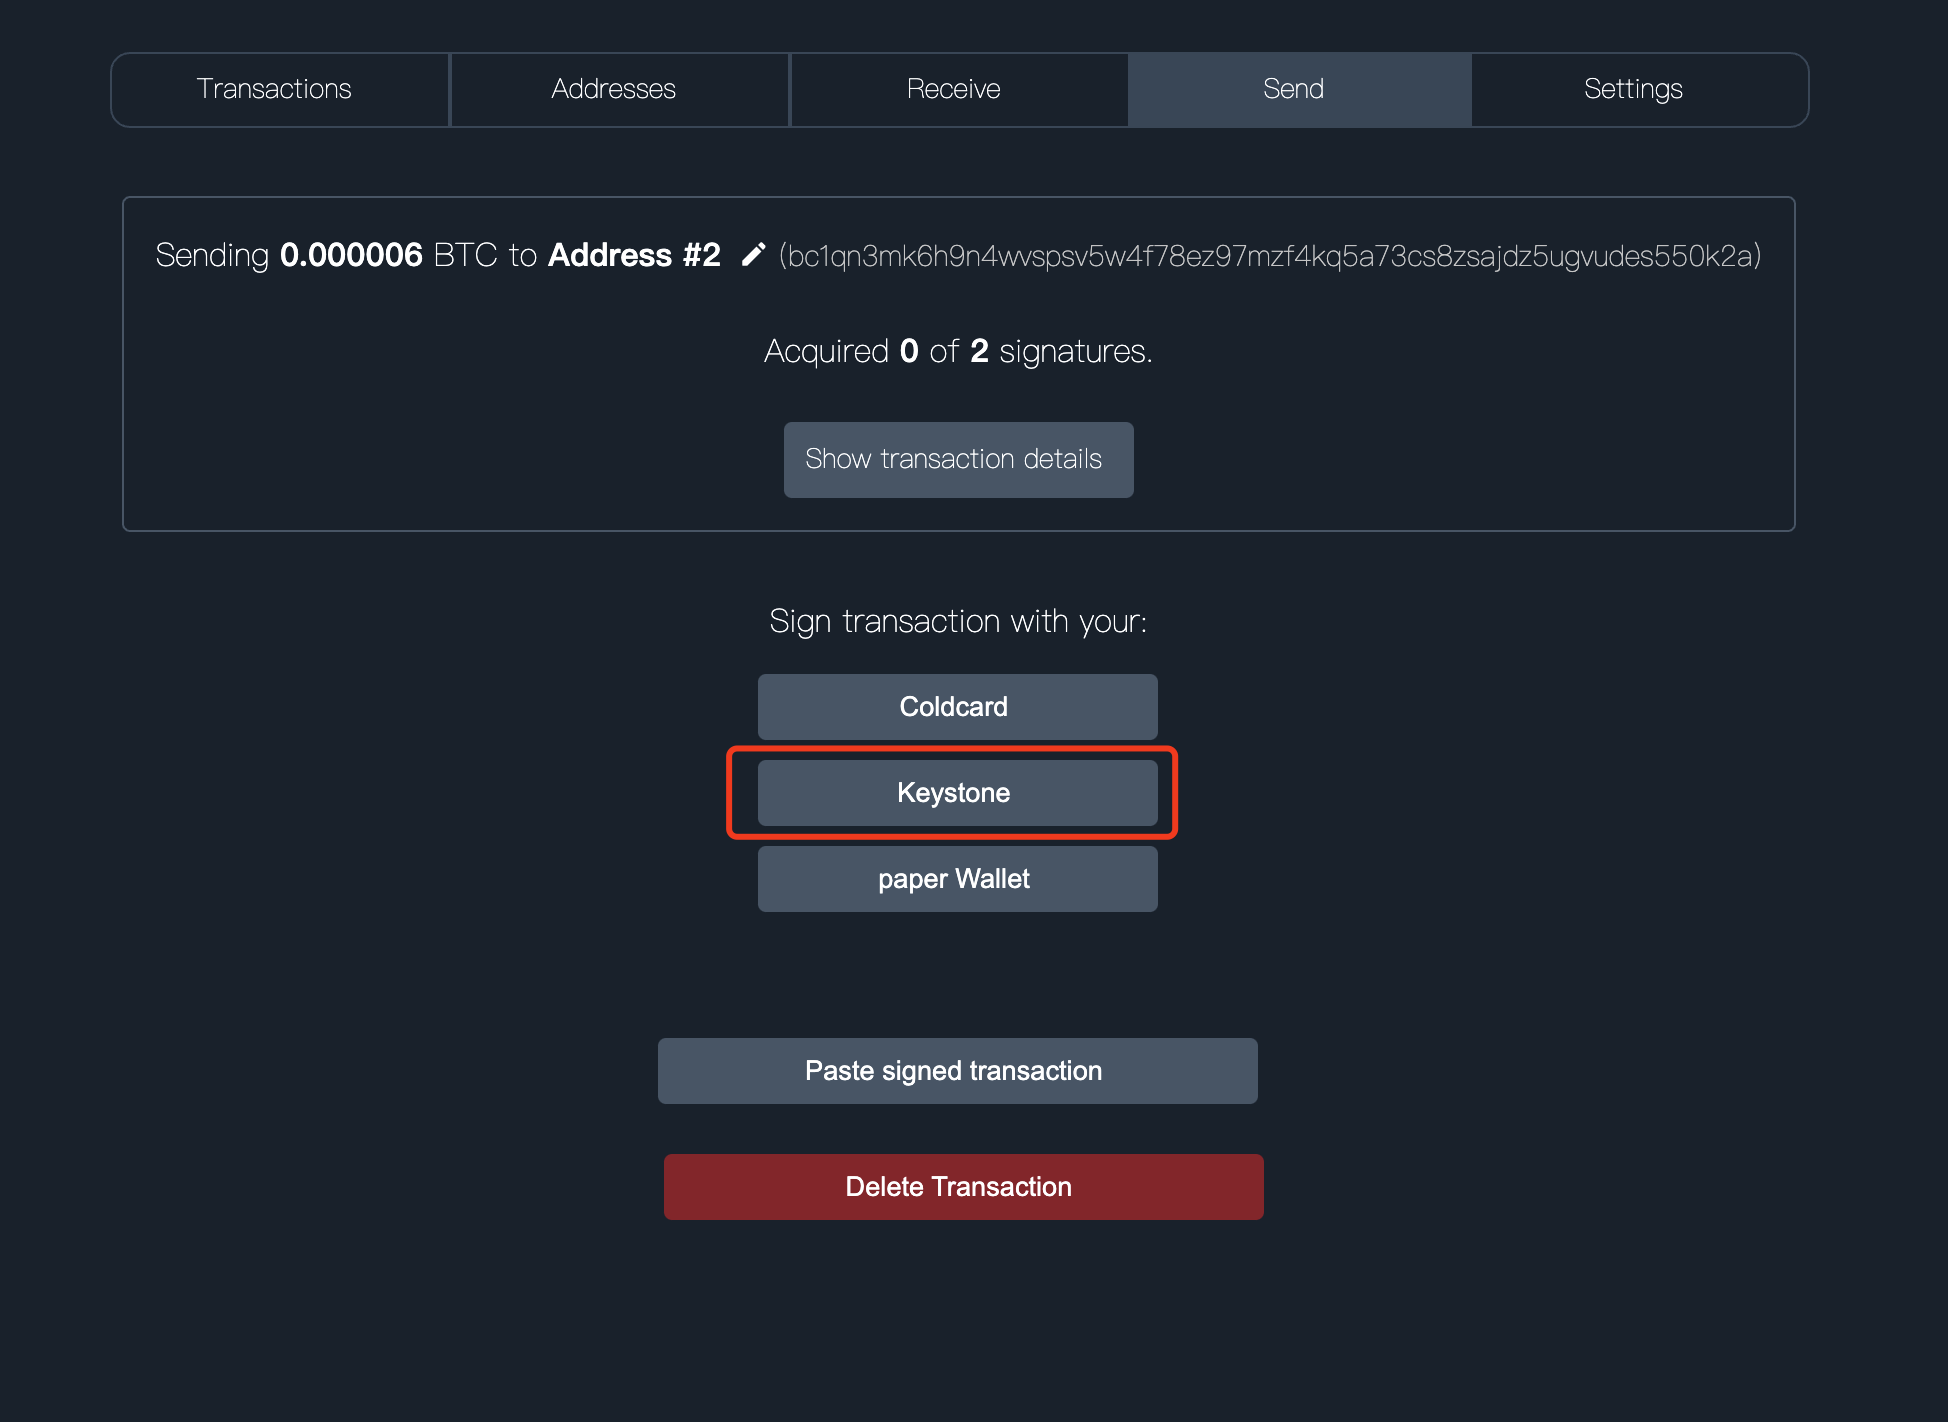 Transactions Addresses Receive Send Settings
Sending 0.000006 BTC to Address #2 (bc1qn3mk6h9n4wvspsv5w4f78ez97mzf4kq5a73cs8zsajdz5ugvudes550k2a)
Acquired 0 of 2 signatures.
Show transaction details
Sign transaction with your:
Coldcard
Keystone
paper Wallet
Paste signed transaction
Delete Transaction